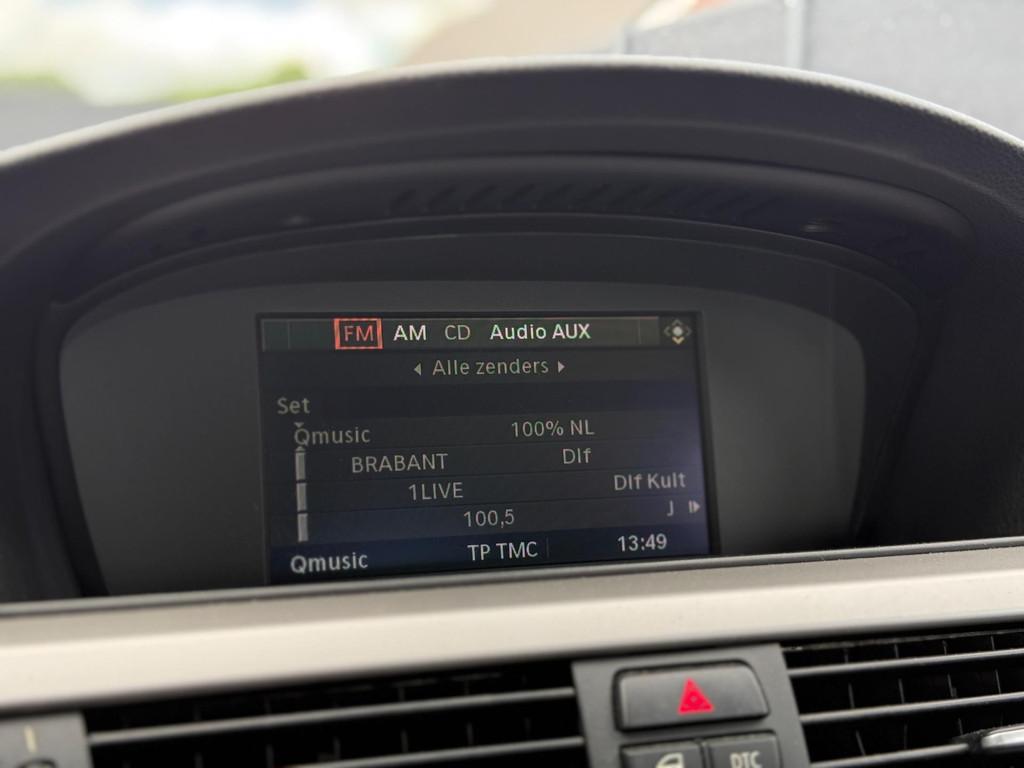 FM AM CD Audio AUX
Alle zenders
Set
Qmusic 100% NL
BRABANT Dlf
1LIVE Dlf Kult
100,5 J
Qmusic TP TMC 13:49
DTC